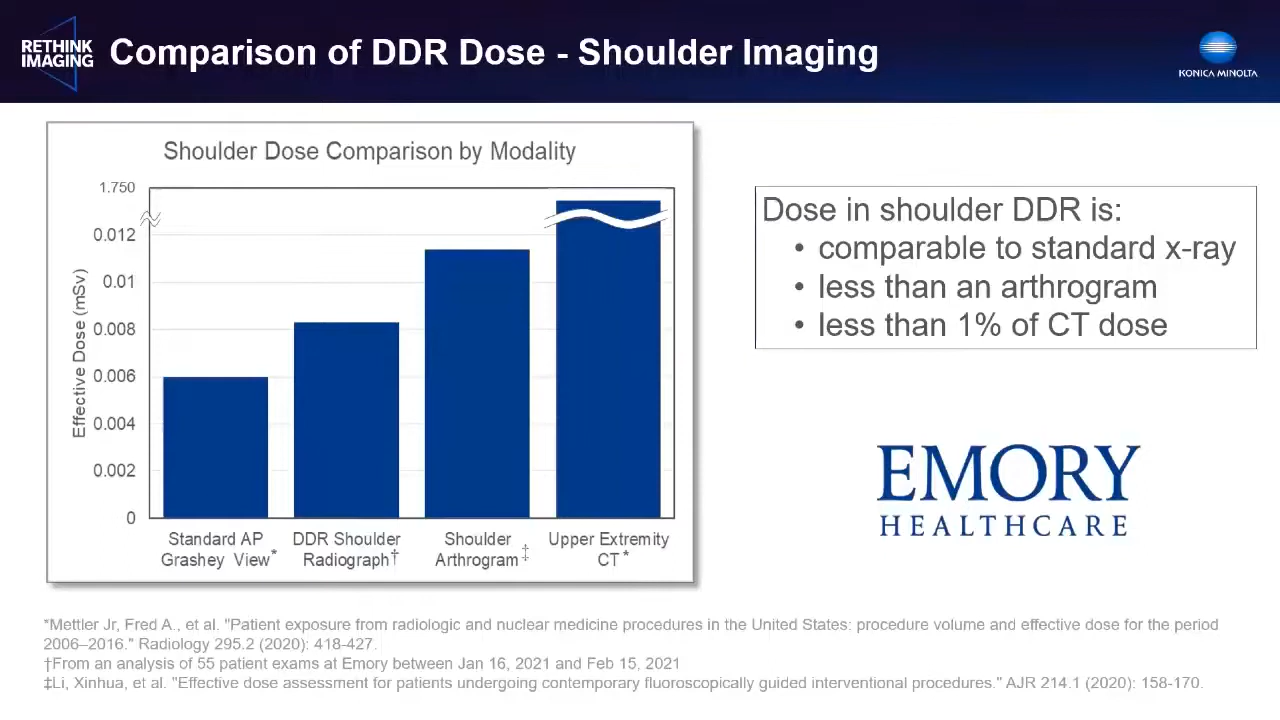 RETHINK
IMAGING
Comparison of DDR Dose - Shoulder Imaging
KONICA MINOLTA
Shoulder Dose Comparison by Modality
1.750
0.012
0.01
0.008
0.006
0.004
0.002
0
Effective Dose (mSv)
Standard AP
Grashey View*
DDR Shoulder
Radiograph†
Shoulder
Arthrogram‡
Upper Extremity
CT*
Dose in shoulder DDR is:
• comparable to standard x-ray
• less than an arthrogram
• less than 1% of CT dose
EMORY
HEALTHCARE
*Mettler Jr, Fred A., et al. "Patient exposure from radiologic and nuclear medicine procedures in the United States: procedure volume and effective dose for the period
2006–2016." Radiology 295.2 (2020): 418-427.
†From an analysis of 55 patient exams at Emory between Jan 16, 2021 and Feb 15, 2021
‡Li, Xinhua, et al. "Effective dose assessment for patients undergoing contemporary fluoroscopically guided interventional procedures." AJR 214.1 (2020): 158-170.